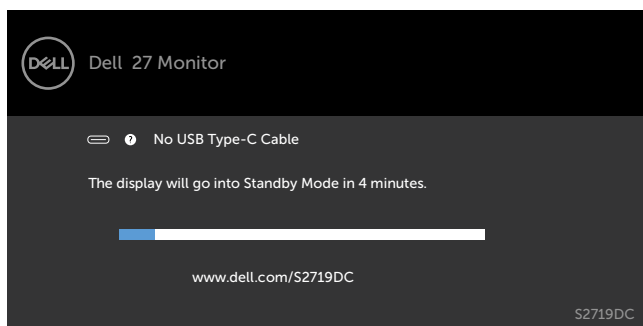 DELL
Dell 27 Monitor
? No USB Type-C Cable
The display will go into Standby Mode in 4 minutes.
www.dell.com/S2719DC
S2719DC